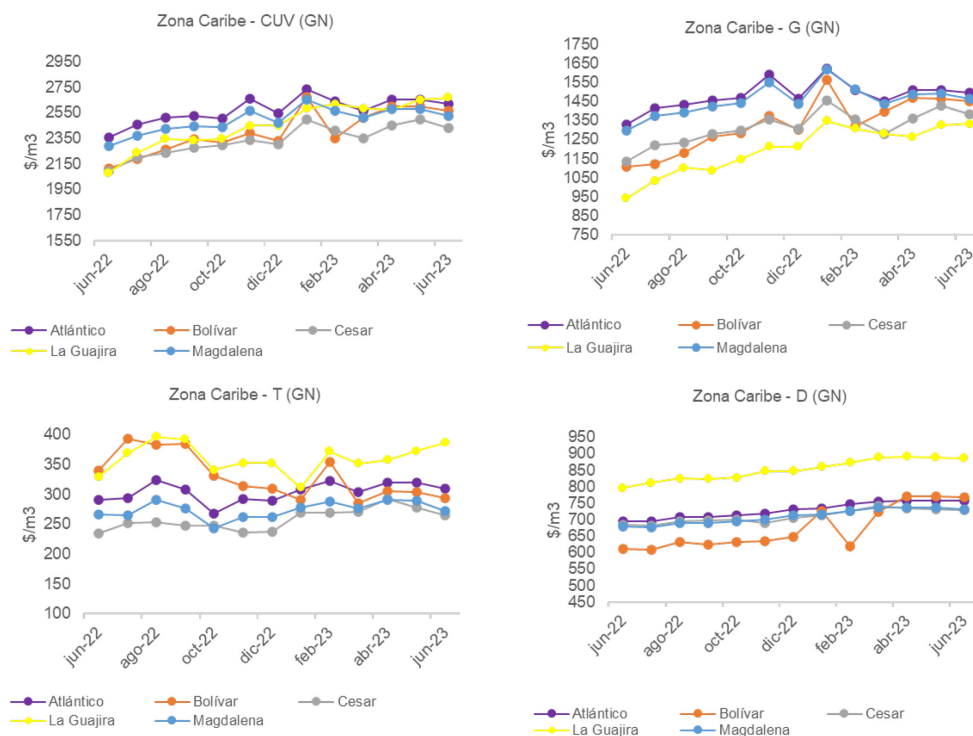 Zona Caribe - CUV (GN)
2950
2750
2550
2350
2150
1950
1750
1550
$/m3
jun-22
ago-22
oct-22
dic-22
feb-23
abr-23
jun-23
Atlántico Bolívar Cesar
La Guajira Magdalena
Zona Caribe - G (GN)
1750
1650
1550
1450
1350
1250
1150
1050
950
850
750
$/m3
jun-22
ago-22
oct-22
dic-22
feb-23
abr-23
jun-23
Atlántico Bolívar Cesar
La Guajira Magdalena
Zona Caribe - T (GN)
400
350
300
250
200
150
100
$/m3
jun-22
ago-22
oct-22
dic-22
feb-23
abr-23
jun-23
Atlántico Bolívar Cesar
La Guajira Magdalena
Zona Caribe - D (GN)
950
900
850
800
750
700
650
600
550
500
450
$/m3
jun-22
ago-22
oct-22
dic-22
feb-23
abr-23
jun-23
Atlántico Bolívar Cesar
La Guajira Magdalena